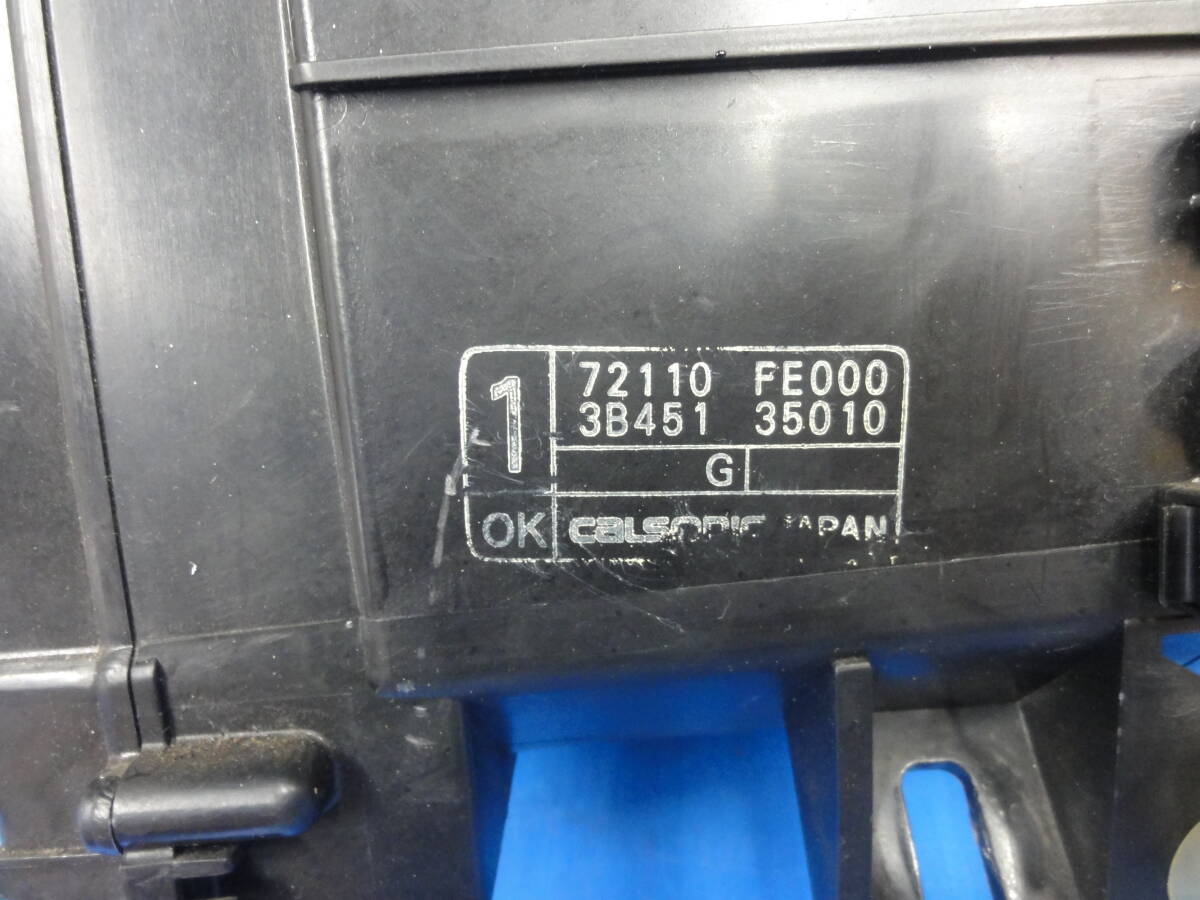 1
72110 FE000
3B451 35010
G
OK calsonic JAPAN